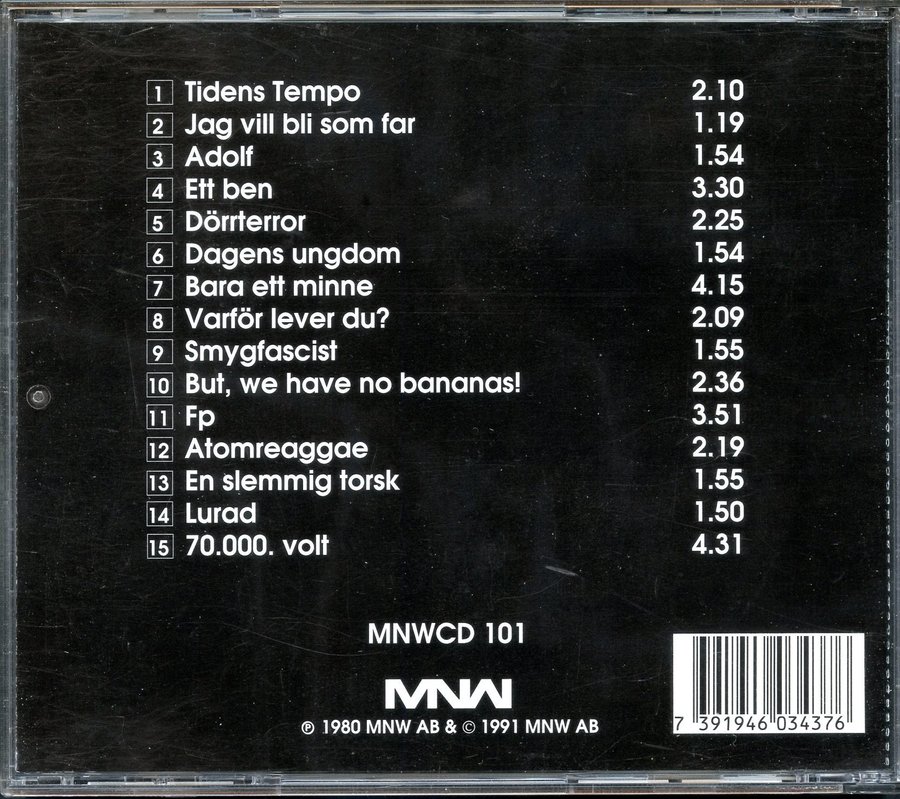 1 Tidens Tempo 2.10
2 Jag vill bli som far 1.19
3 Adolf 1.54
4 Ett ben 3.30
5 Dörrterror 2.25
6 Dagens ungdom 1.54
7 Bara ett minne 4.15
8 Varför lever du? 2.09
9 Smygfascist 1.55
10 But, we have no bananas! 2.36
11 Fp 3.51
12 Atomreaggae 2.19
13 En slemmig torsk 1.55
14 Lurad 1.50
15 70.000. volt 4.31
MNWCD 101
MNW
℗ 1980 MNW AB & © 1991 MNW AB
7 391946 034376